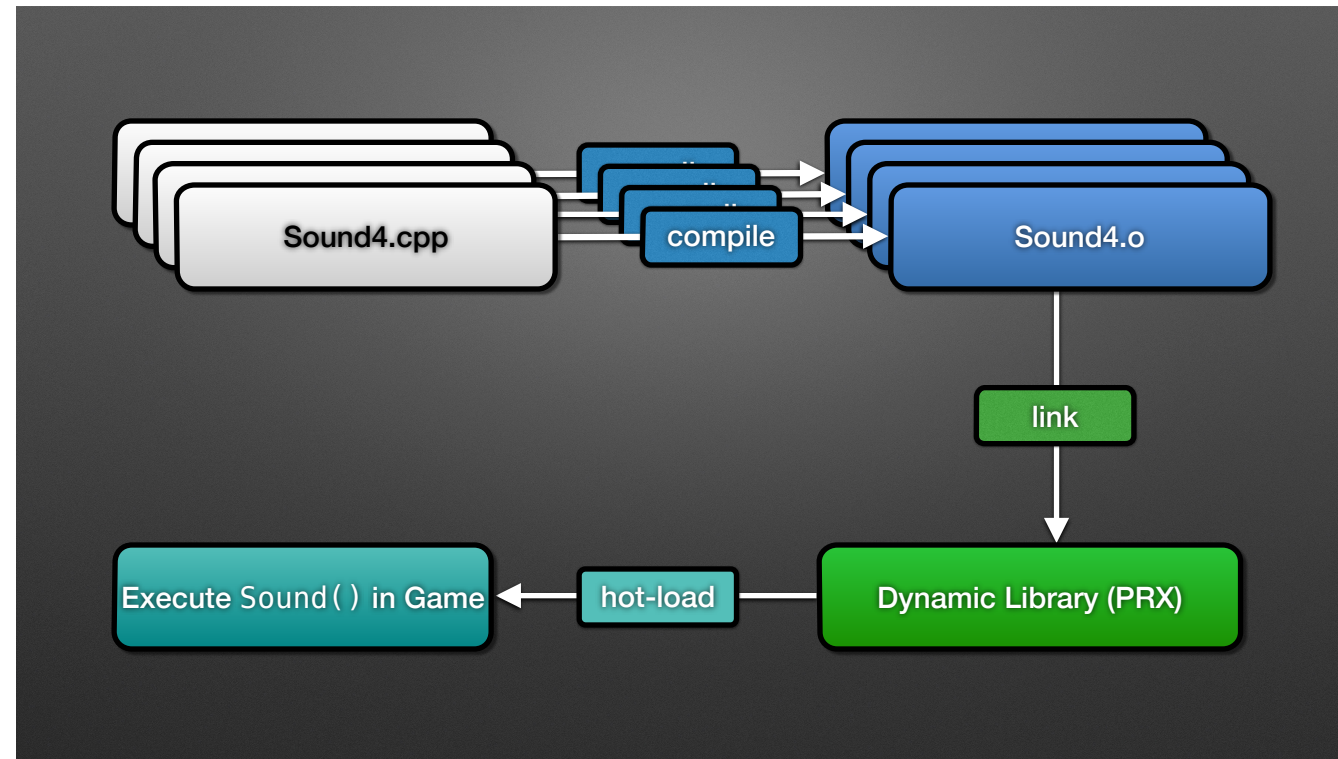 Sound4.cpp
compile
Sound4.o
link
Execute Sound() in Game
hot-load
Dynamic Library (PRX)